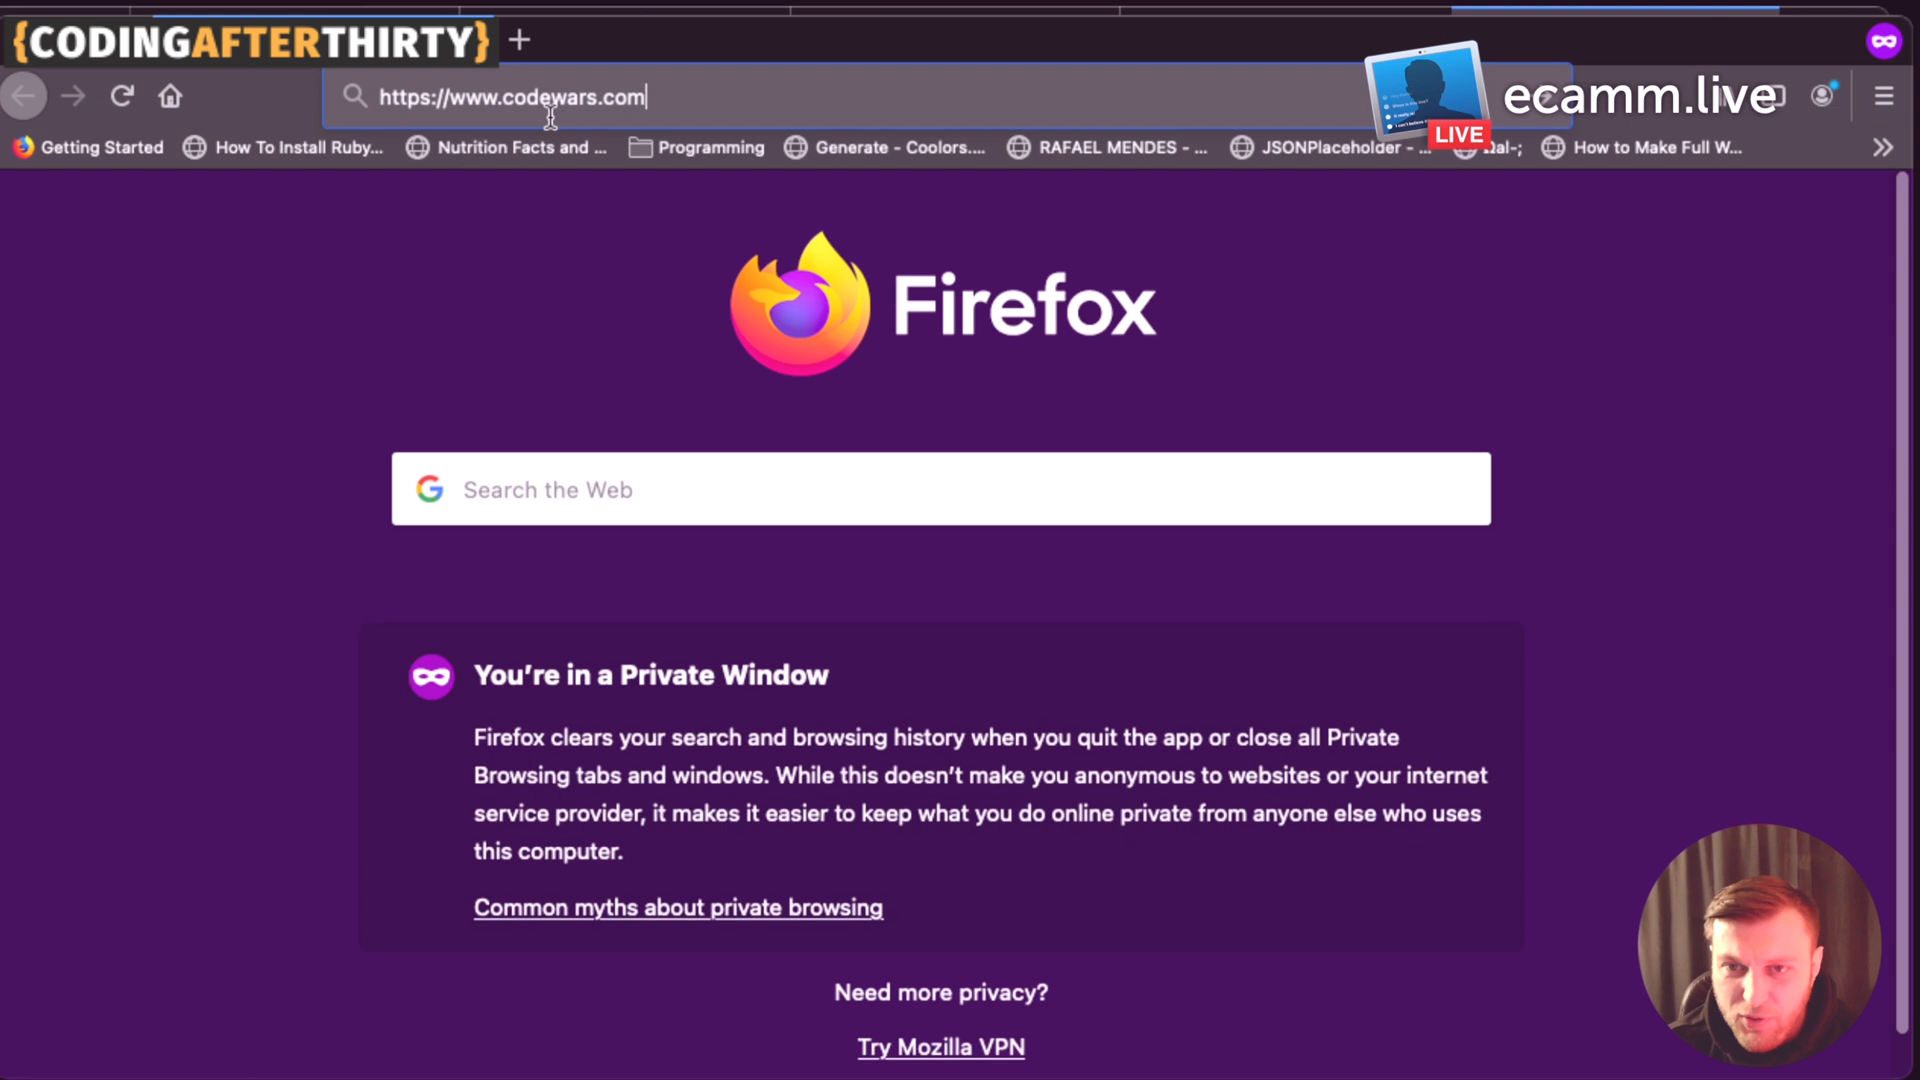 {CODINGAFTERTHIRTY}
https://www.codewars.com
ecamm.live
LIVE
Getting Started
How To Install Ruby...
Nutrition Facts and ...
Programming
Generate - Coolors....
RAFAEL MENDES - ...
JSONPlaceholder - ...
How to Make Full W...
Firefox
Search the Web
You're in a Private Window
Firefox clears your search and browsing history when you quit the app or close all Private
Browsing tabs and windows. While this doesn't make you anonymous to websites or your internet
service provider, it makes it easier to keep what you do online private from anyone else who uses
this computer.
Common myths about private browsing
Need more privacy?
Try Mozilla VPN